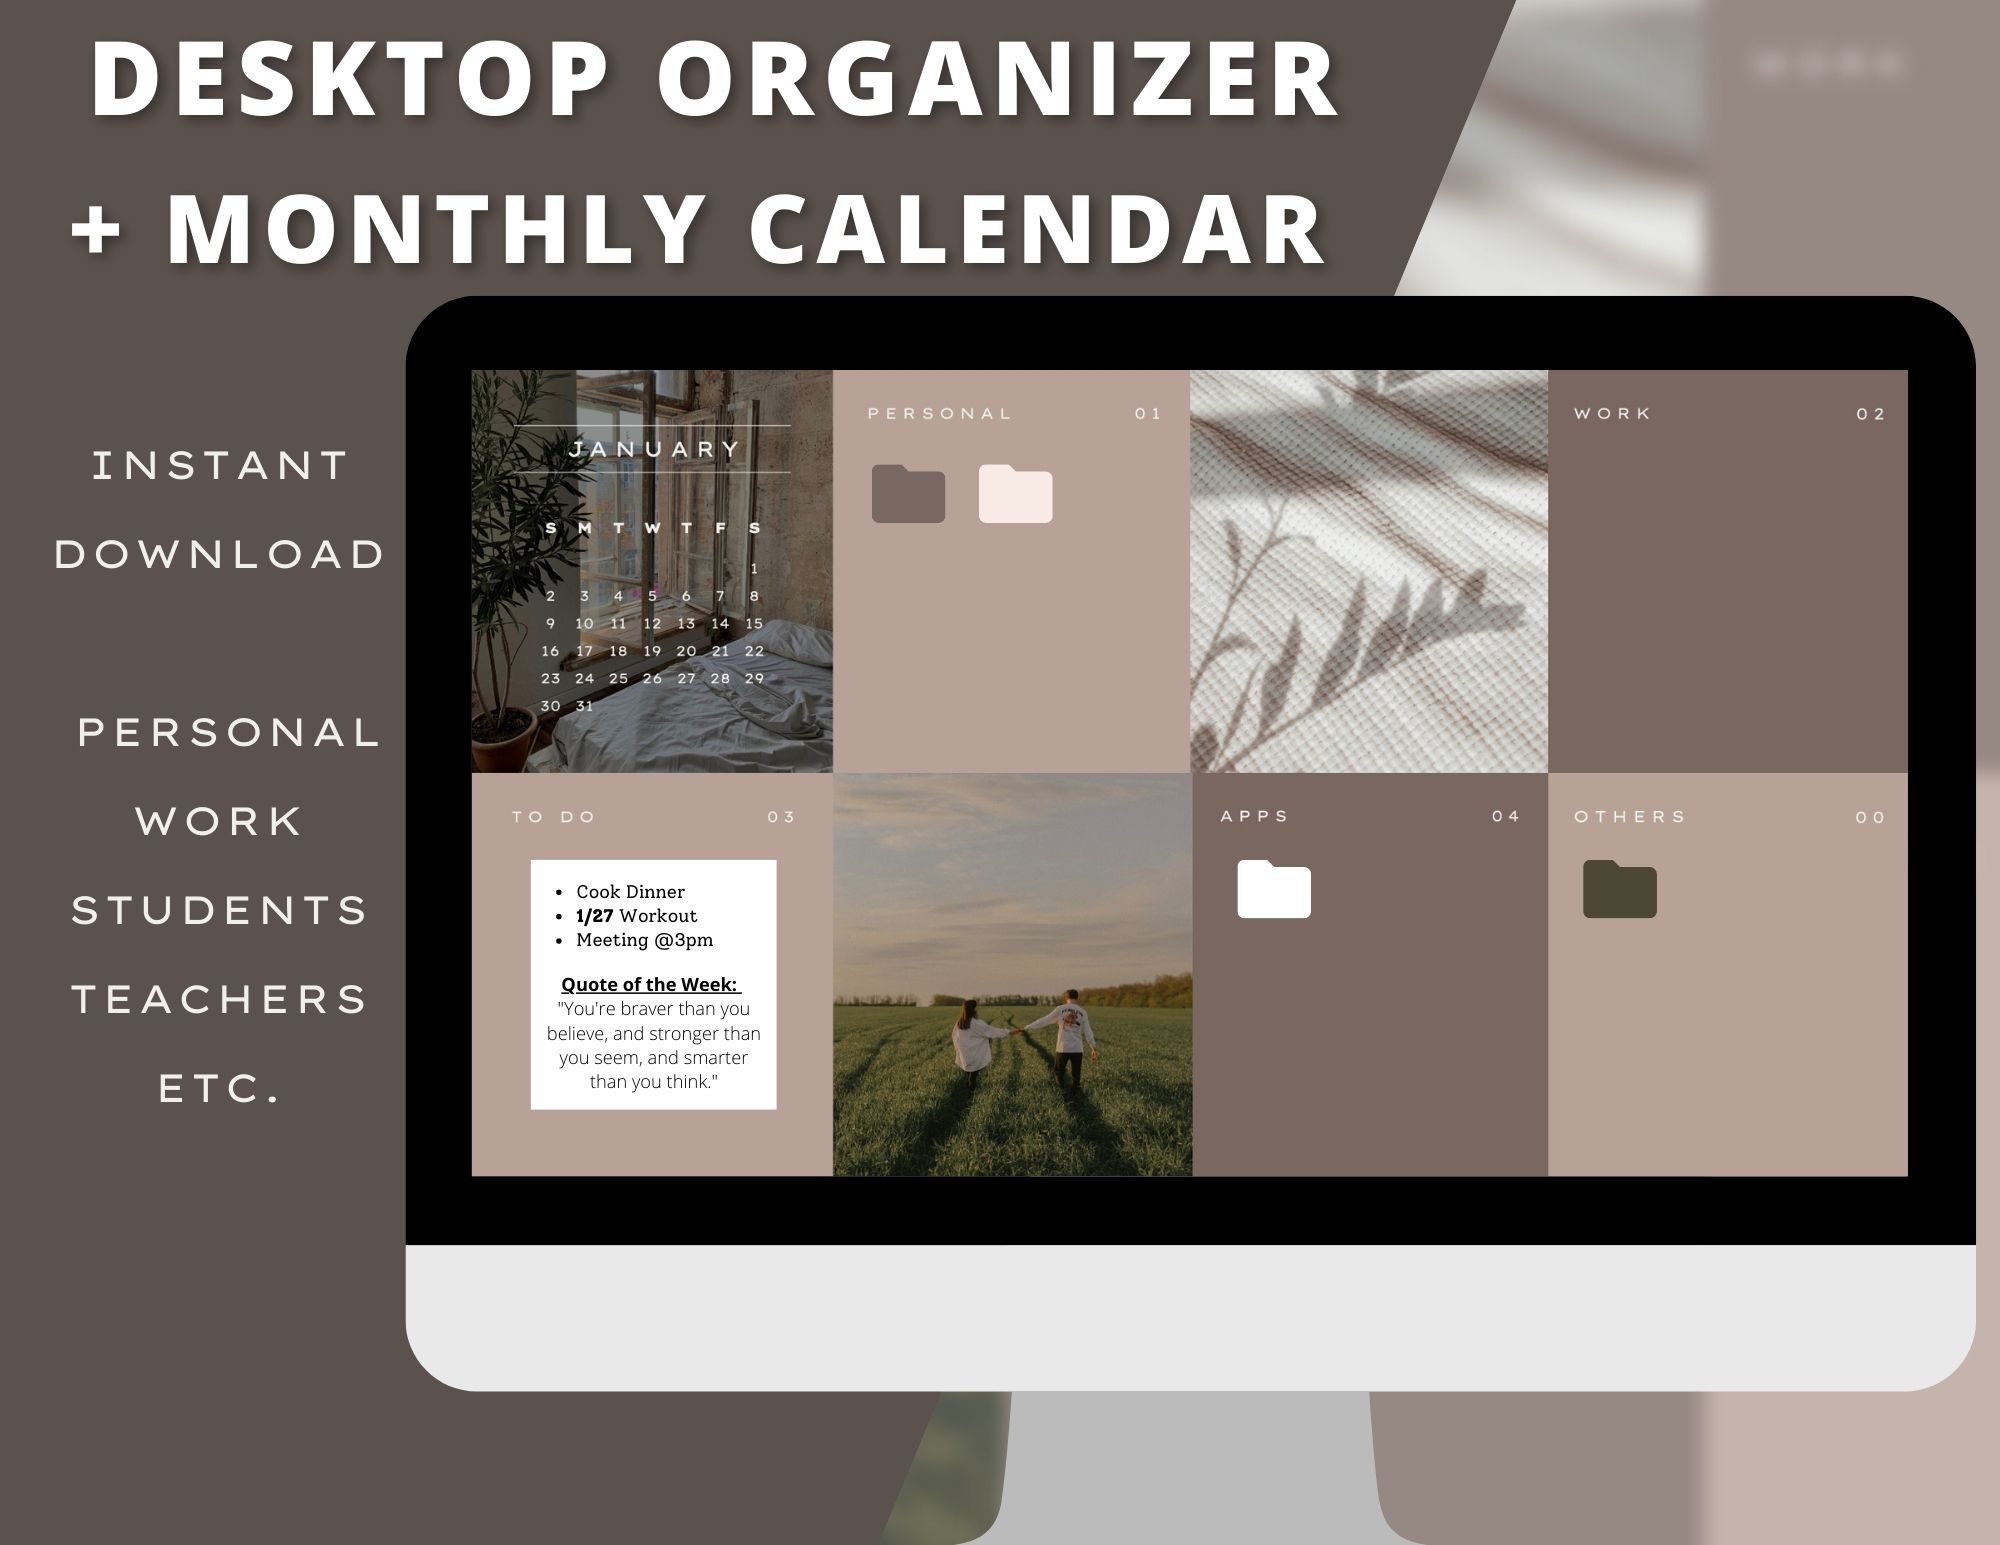 DESKTOP ORGANIZER
+ MONTHLY CALENDAR
INSTANT
DOWNLOAD
PERSONAL
WORK
STUDENTS
TEACHERS
ETC.
JANUARY
S M T W T F S
1
2 3 4 5 6 7 8
9 10 11 12 13 14 15
16 17 18 19 20 21 22
23 24 25 26 27 28 29
30 31
PERSONAL 01
WORK 02
TO DO 03
• Cook Dinner
• 1/27 Workout
• Meeting @3pm
Quote of the Week:
"You're braver than you
believe, and stronger than
you seem, and smarter
than you think."
APPS 04
OTHERS 00
WORK